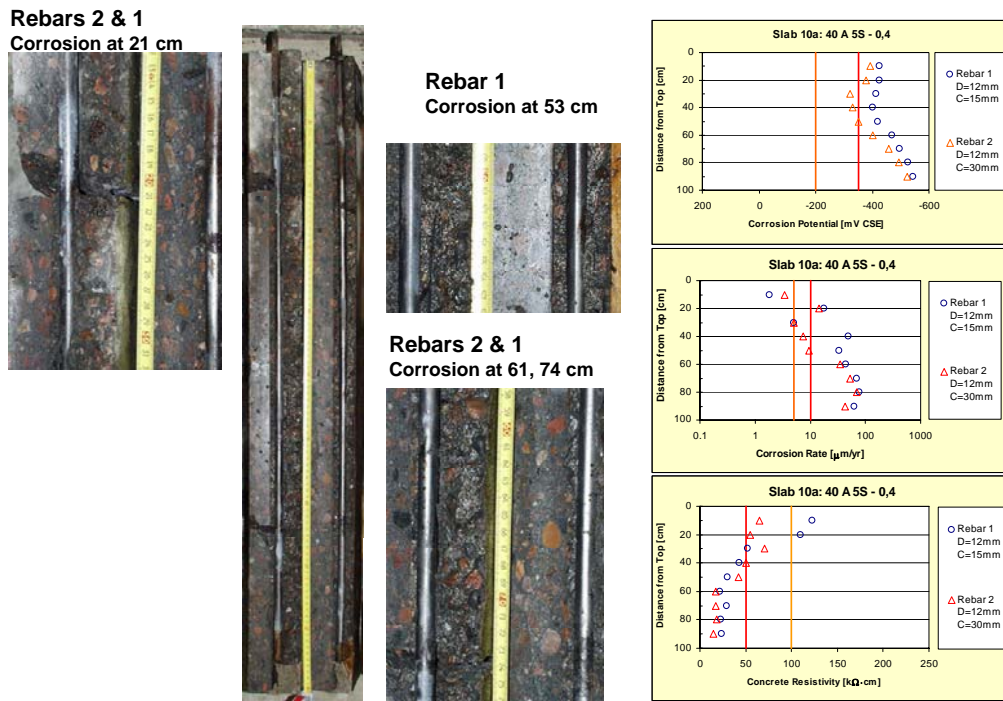 Rebars 2 & 1
Corrosion at 21 cm
Rebar 1
Corrosion at 53 cm
Rebars 2 & 1
Corrosion at 61, 74 cm
Slab 10a: 40 A 5S - 0,4
0
20
40
60
80
100
Distance from Top [cm]
200
0
-200
-400
-600
Corrosion Potential [mV CSE]
Rebar 1
D=12mm
C=15mm
Rebar 2
D=12mm
C=30mm
Slab 10a: 40 A 5S - 0,4
0
20
40
60
80
100
Distance from Top [cm]
0.1
1
10
100
1000
Corrosion Rate [μm/yr]
Rebar 1
D=12mm
C=15mm
Rebar 2
D=12mm
C=30mm
Slab 10a: 40 A 5S - 0,4
0
20
40
60
80
100
Distance from Top [cm]
0
50
100
150
200
250
Concrete Resistivity [kΩ·cm]
Rebar 1
D=12mm
C=15mm
Rebar 2
D=12mm
C=30mm